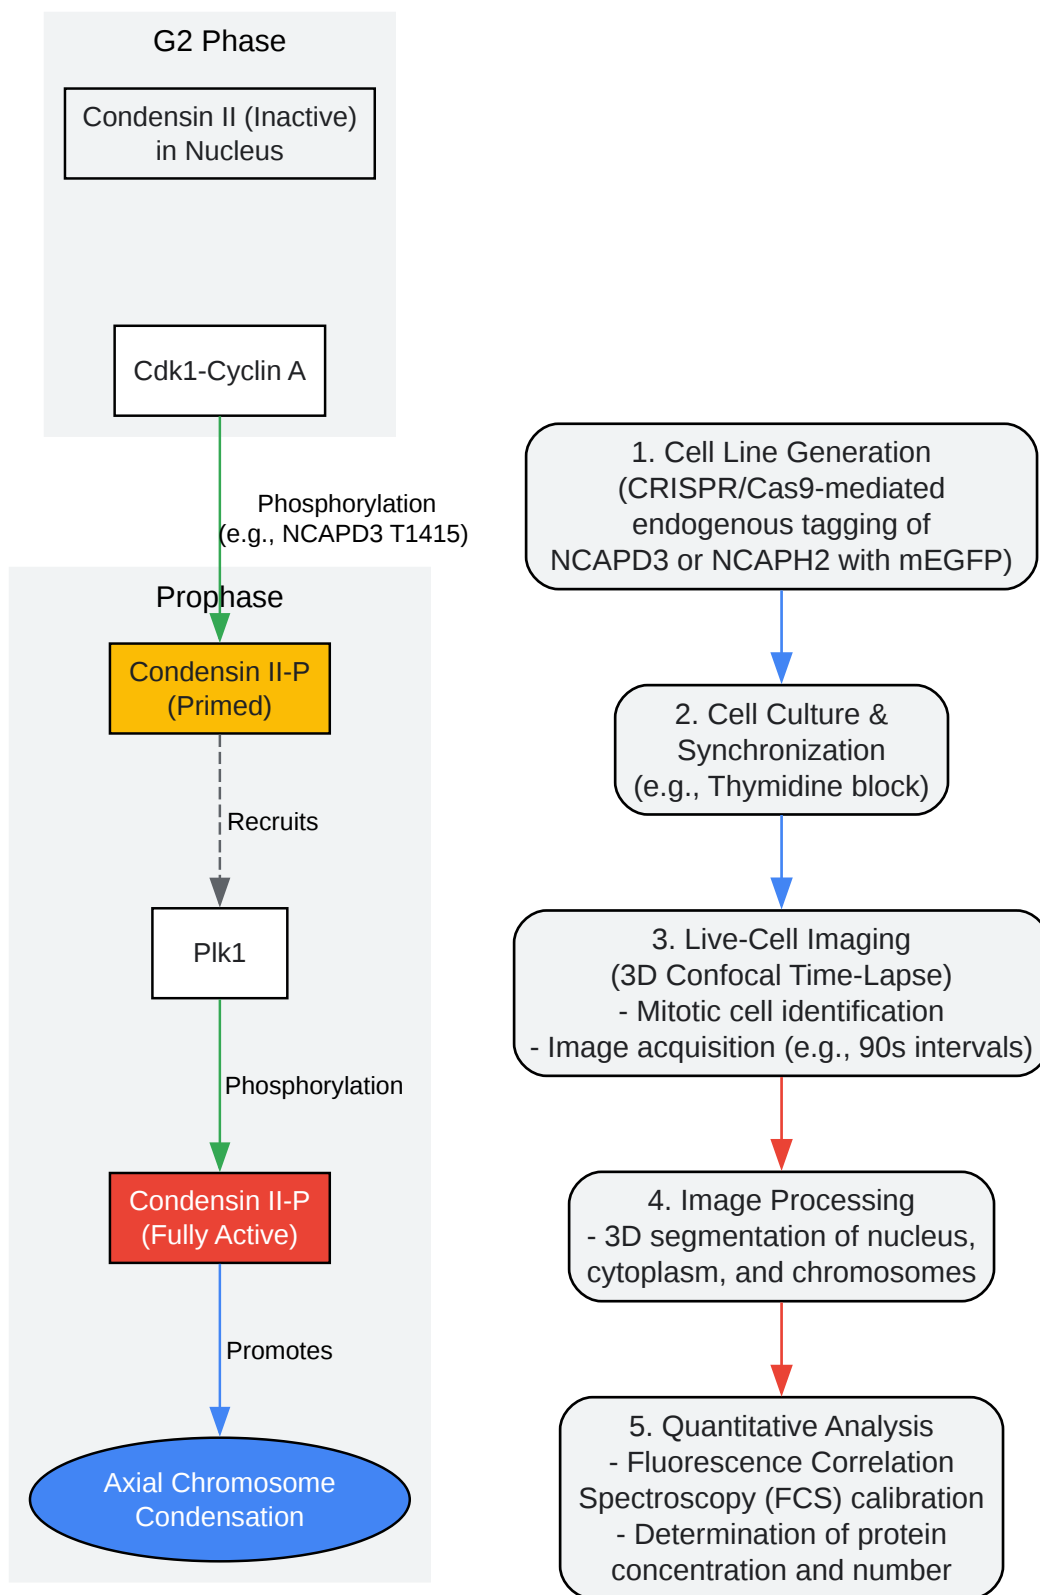 G2 Phase
Condensin II (Inactive)
in Nucleus
Cdk1-Cyclin A
Phosphorylation
(e.g., NCAPD3 T1415)
Prophase
Condensin II-P
(Primed)
Recruits
Plk1
Phosphorylation
Condensin II-P
(Fully Active)
Promotes
Axial Chromosome
Condensation
1. Cell Line Generation
(CRISPR/Cas9-mediated
endogenous tagging of
NCAPD3 or NCAPH2 with mEGFP)
2. Cell Culture &
Synchronization
(e.g., Thymidine block)
3. Live-Cell Imaging
(3D Confocal Time-Lapse)
- Mitotic cell identification
- Image acquisition (e.g., 90s intervals)
4. Image Processing
- 3D segmentation of nucleus,
cytoplasm, and chromosomes
5. Quantitative Analysis
- Fluorescence Correlation
Spectroscopy (FCS) calibration
- Determination of protein
concentration and number